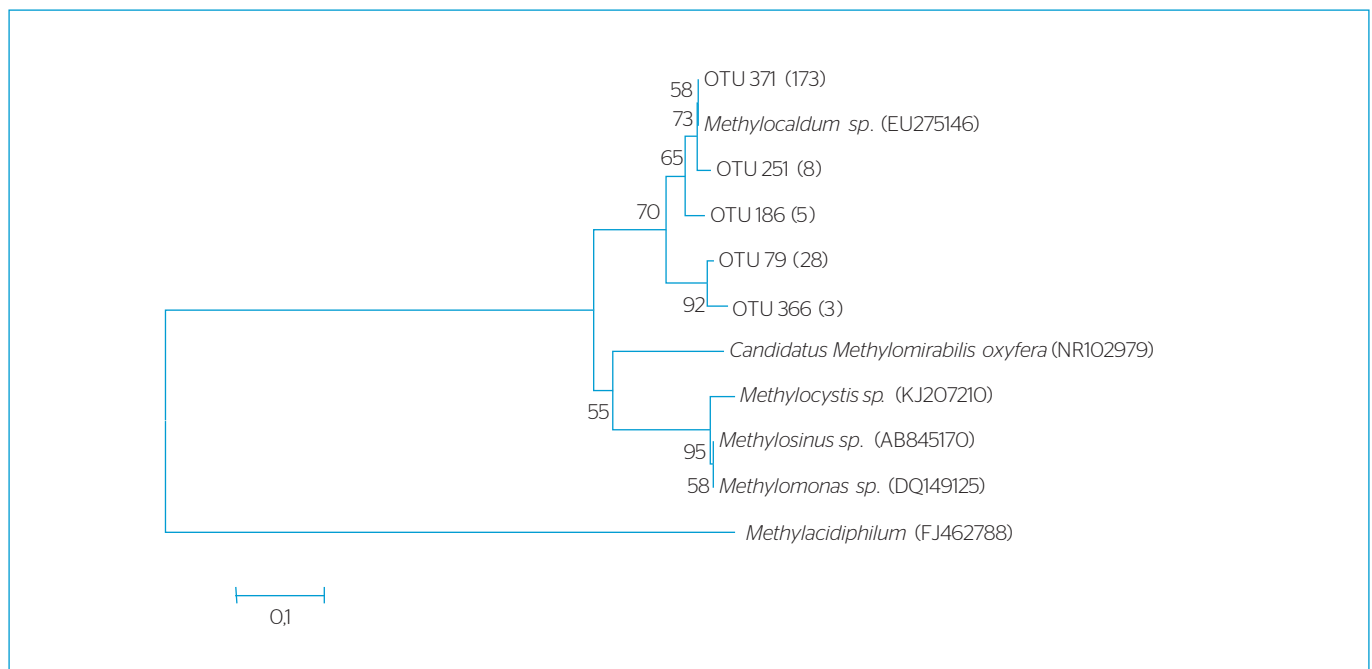 OTU 371 (173)
58
73
Methylocaldum sp. (EU275146)
65
OTU 251 (8)
70
OTU 186 (5)
OTU 79 (28)
92
OTU 366 (3)
Candidatus Methylomirabilis oxyfera (NR102979)
55
Methylocystis sp. (KJ207210)
Methylosinus sp. (AB845170)
95
58
Methylomonas sp. (DQ149125)
Methylacidiphilum (FJ462788)
0,1